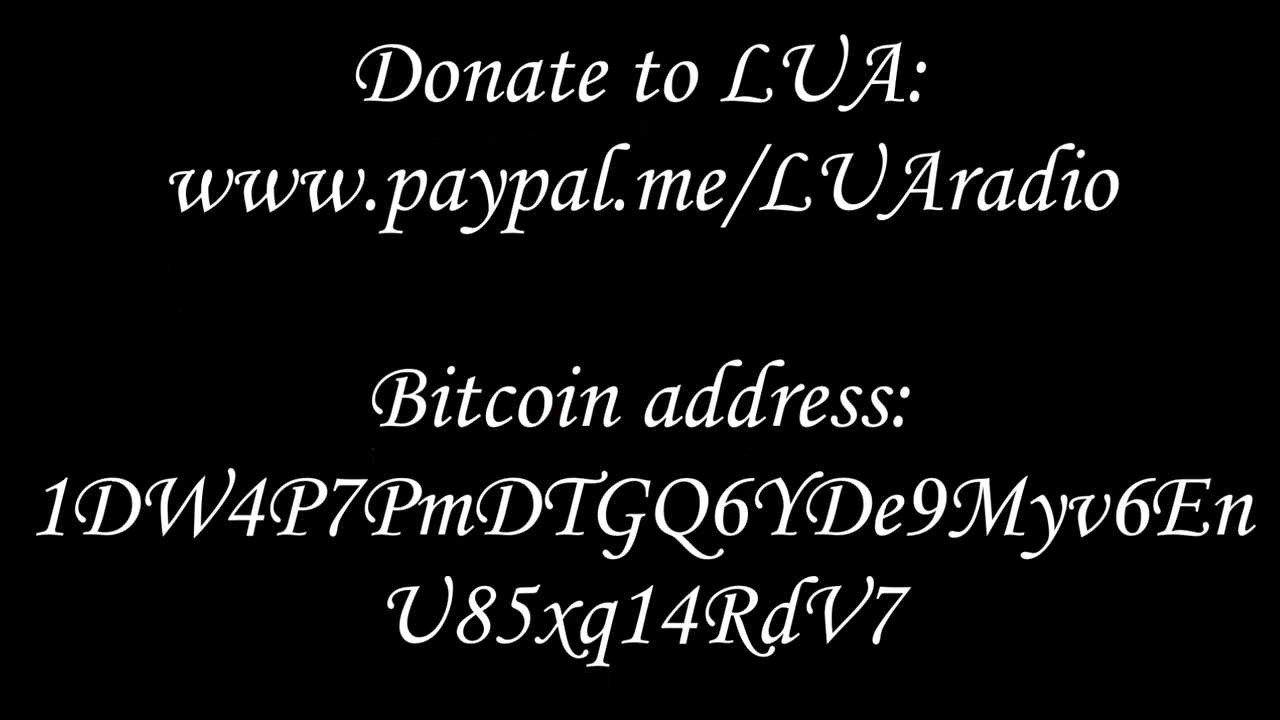 Donate to LUA:
www.paypal.me/LUAradio
Bitcoin address:
1DW4P7PmDTGQ6YDe9Myv6En
U85xq14RdV7